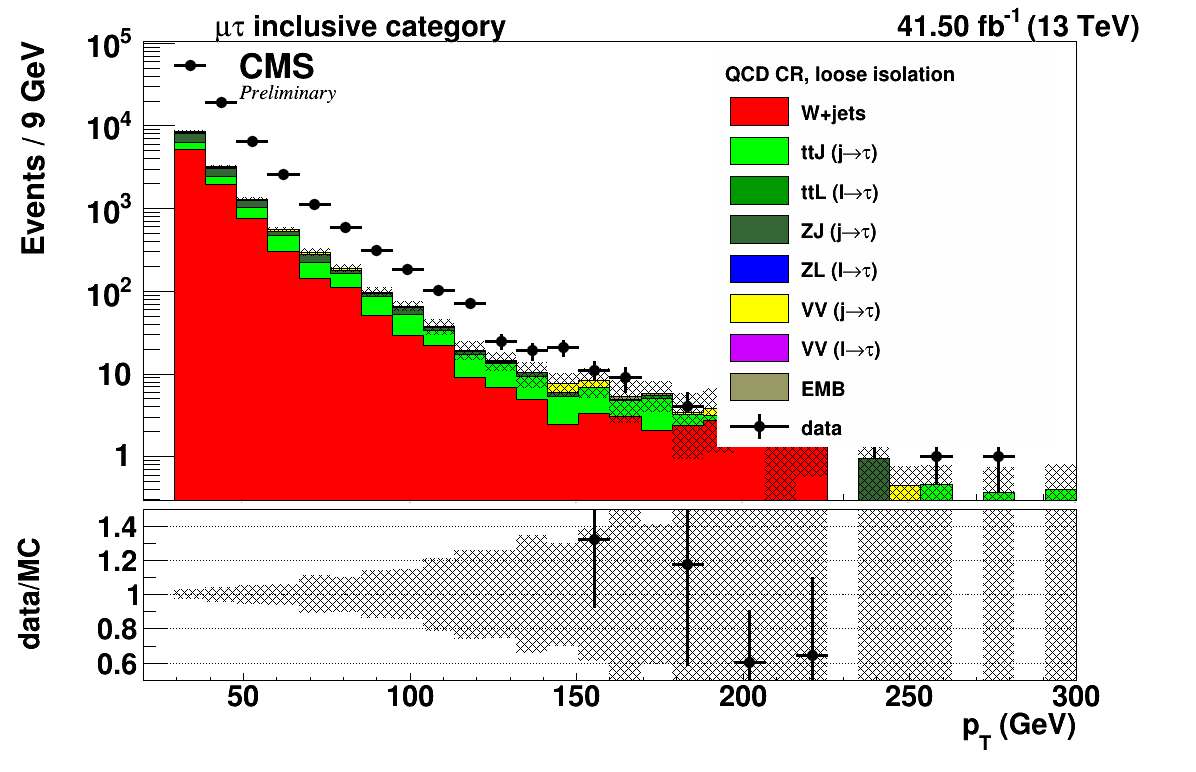 μτ inclusive category
41.50 fb⁻¹ (13 TeV)
Events / 9 GeV
10⁵
10⁴
10³
10²
10
1
CMS
Preliminary
QCD CR, loose isolation
W+jets
ttJ (j→τ)
ttL (l→τ)
ZJ (j→τ)
ZL (l→τ)
VV (j→τ)
VV (l→τ)
EMB
data
data/MC
1.4
1.2
1
0.8
0.6
50 100 150 200 250 300
p_T (GeV)